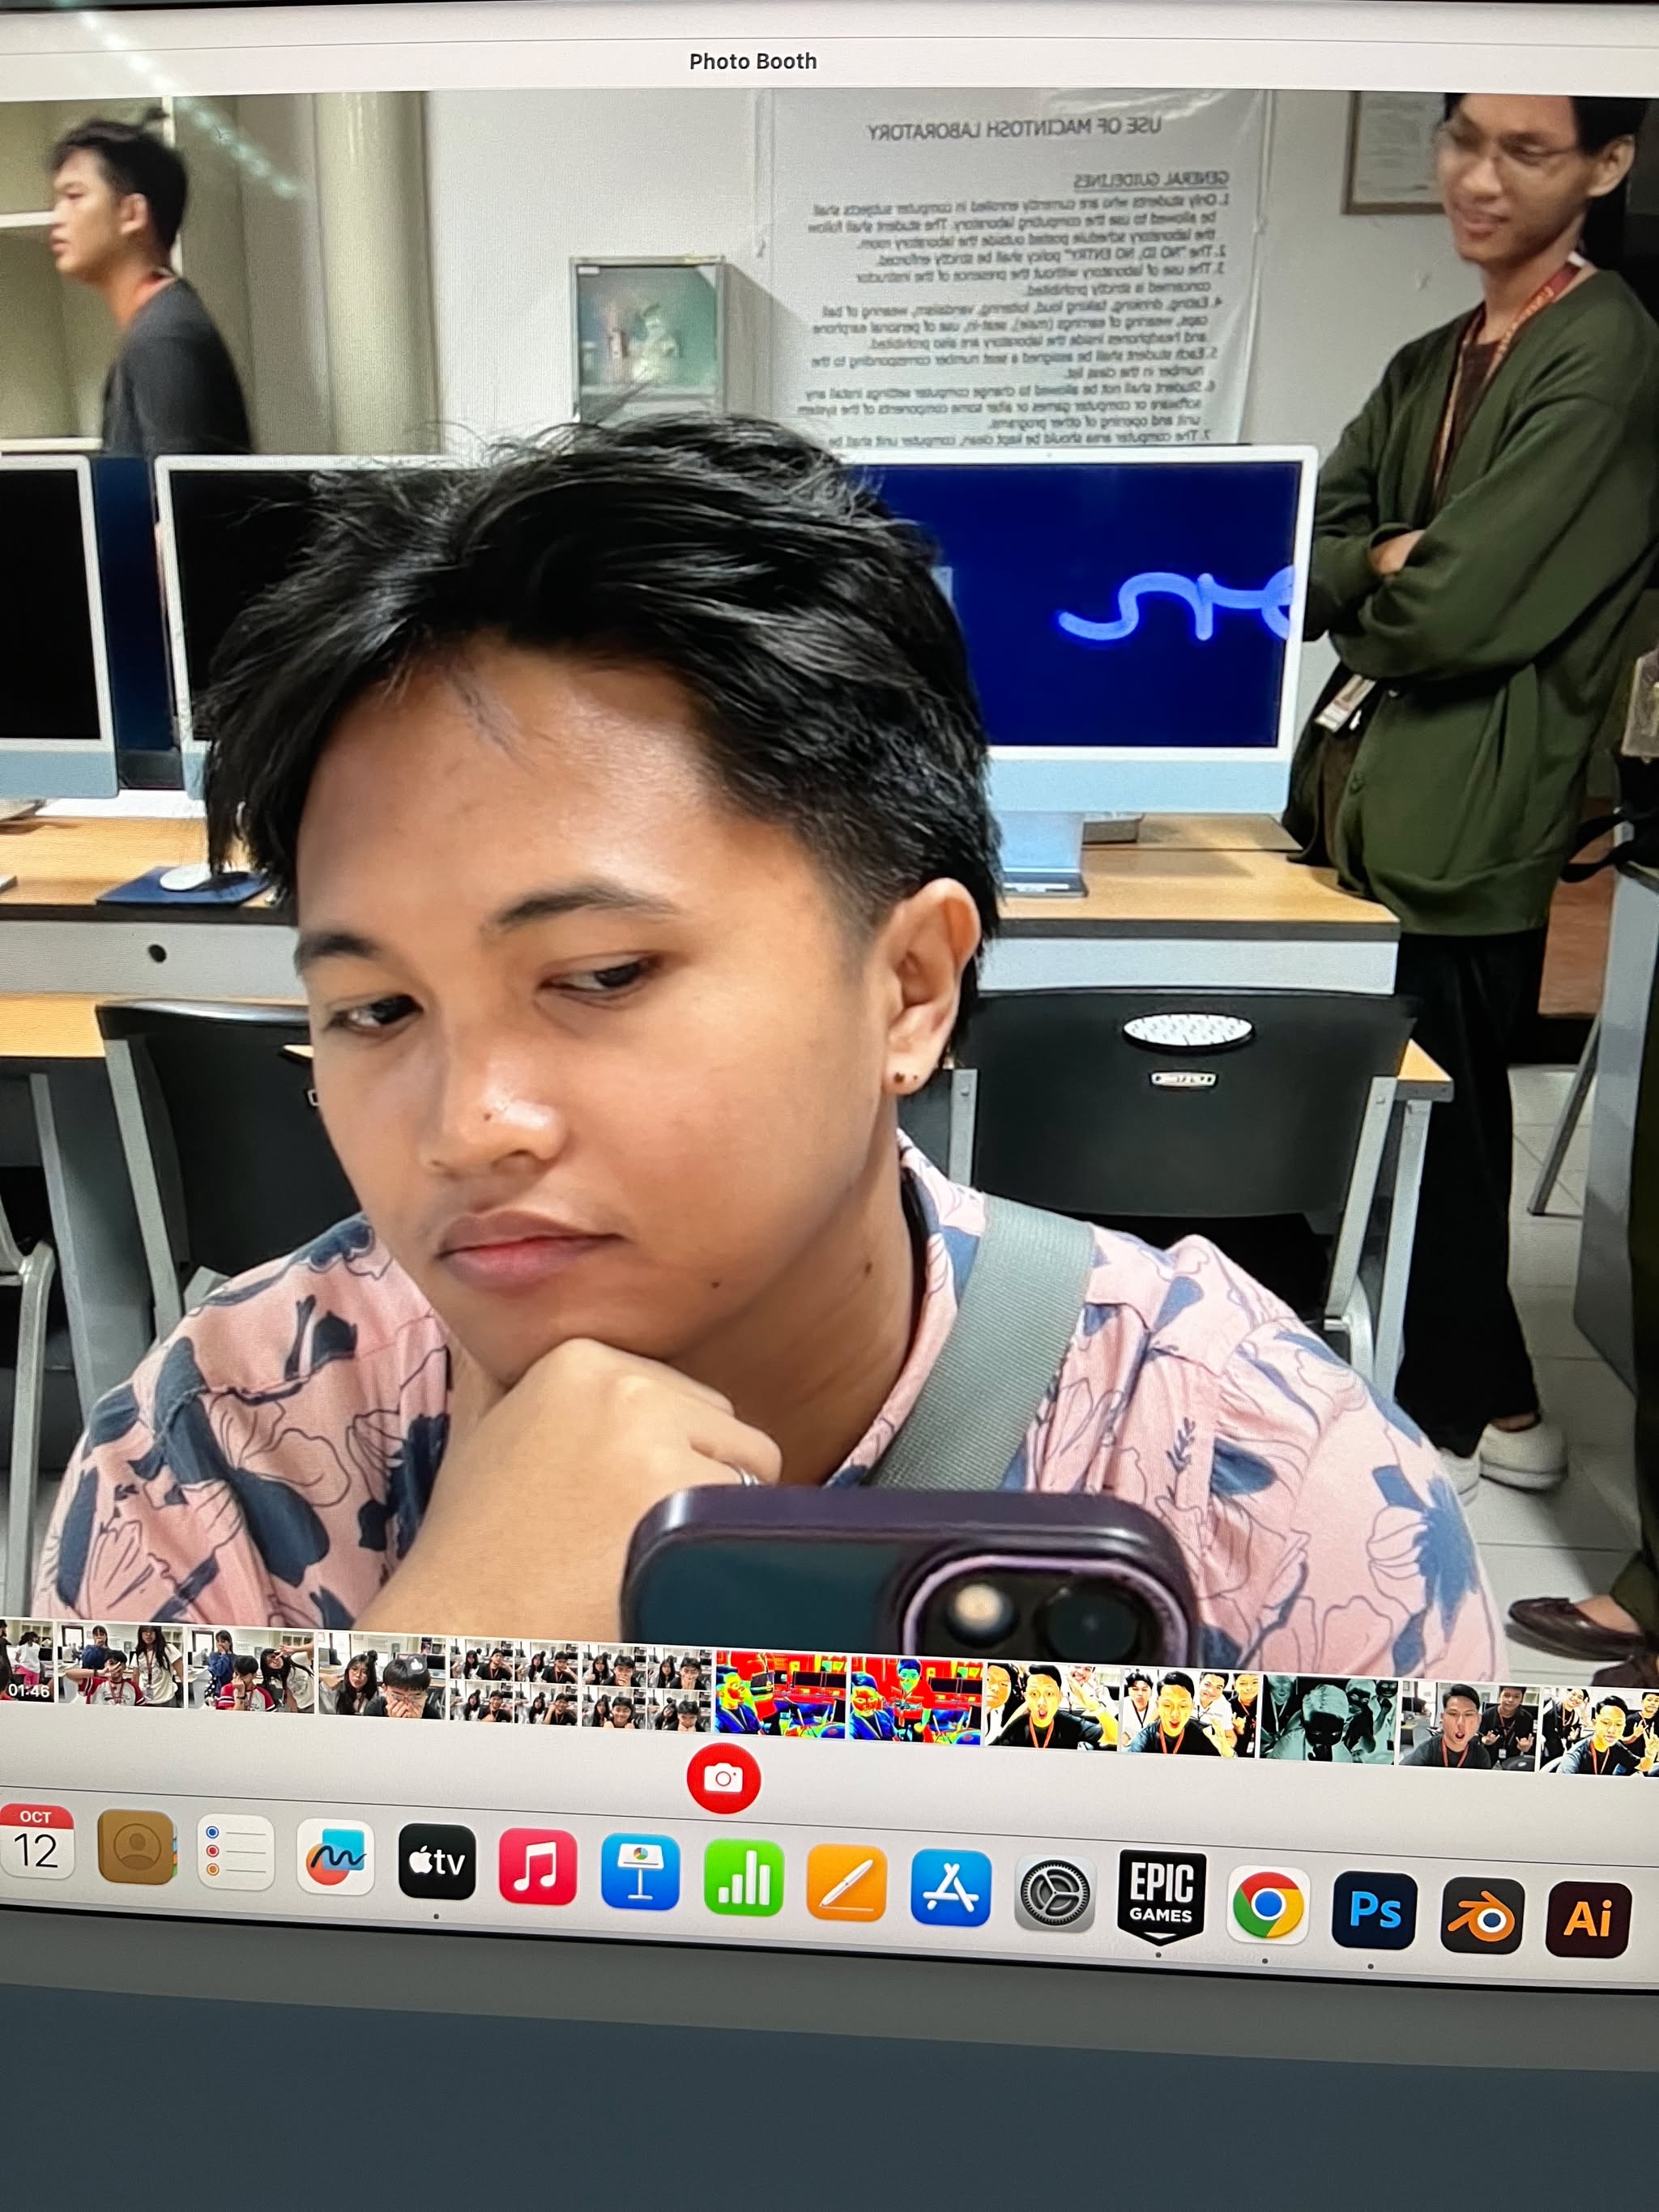 Photo Booth
USE OF MACINTOSH LABORATORY
GENERAL GUIDELINES
1. Only students who are currently enrolled in computer subjects shall
be allowed to use the computing laboratory. The student shall follow
the laboratory schedule posted outside the laboratory room.
2. The "NO ID, NO ENTRY" policy shall be strictly enforced.
3. The use of laboratory without the presence of the instructor
concerned is strictly prohibited.
4. Eating, drinking, talking loud, loitering, vandalism, wearing of ball
caps, wearing of earrings (male), seat-in, use of personal earphone
and headphones inside the laboratory are also prohibited.
5. Each student shall be assigned a seat number corresponding to the
number in the class list.
6. Student shall not be allowed to change computer settings install any
software or computer games or alter some components of the system
unit and opening of other programs.
7. The computer area should be kept clean, computer unit shall be
01:46
OCT
12
tv
EPIC
GAMES
Ps
Ai